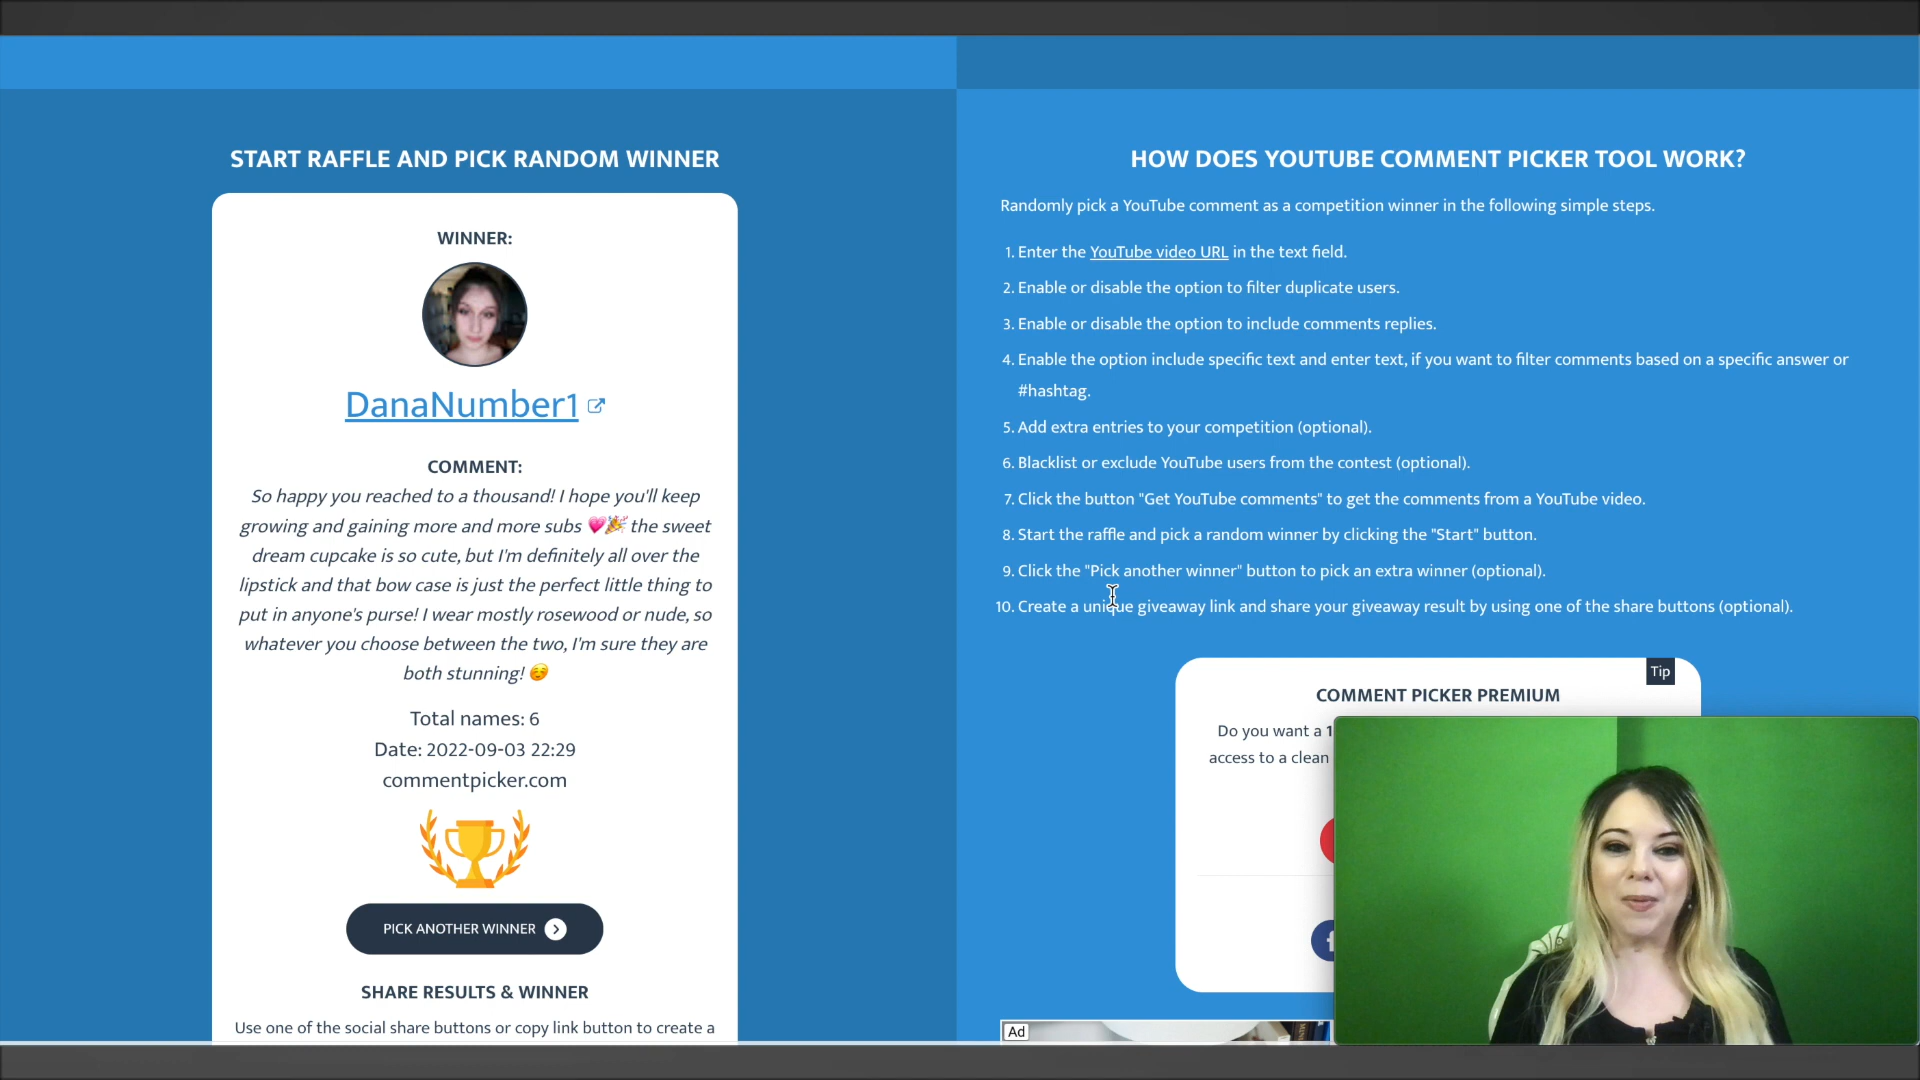 START RAFFLE AND PICK RANDOM WINNER
WINNER:
DanaNumber1
COMMENT:
So happy you reached to a thousand! I hope you'll keep
growing and gaining more and more subs 💗🎉 the sweet
dream cupcake is so cute, but I'm definitely all over the
lipstick and that bow case is just the perfect little thing to
put in anyone's purse! I wear mostly rosewood or nude, so
whatever you choose between the two, I'm sure they are
both stunning! ☺️
Total names: 6
Date: 2022-09-03 22:29
commentpicker.com
PICK ANOTHER WINNER
SHARE RESULTS & WINNER
Use one of the social share buttons or copy link button to create a
HOW DOES YOUTUBE COMMENT PICKER TOOL WORK?
Randomly pick a YouTube comment as a competition winner in the following simple steps.
1. Enter the YouTube video URL in the text field.
2. Enable or disable the option to filter duplicate users.
3. Enable or disable the option to include comments replies.
4. Enable the option include specific text and enter text, if you want to filter comments based on a specific answer or
#hashtag.
5. Add extra entries to your competition (optional).
6. Blacklist or exclude YouTube users from the contest (optional).
7. Click the button "Get YouTube comments" to get the comments from a YouTube video.
8. Start the raffle and pick a random winner by clicking the "Start" button.
9. Click the "Pick another winner" button to pick an extra winner (optional).
10. Create a unique giveaway link and share your giveaway result by using one of the share buttons (optional).
Tip
COMMENT PICKER PREMIUM
Do you want a 1
access to a clean
Ad